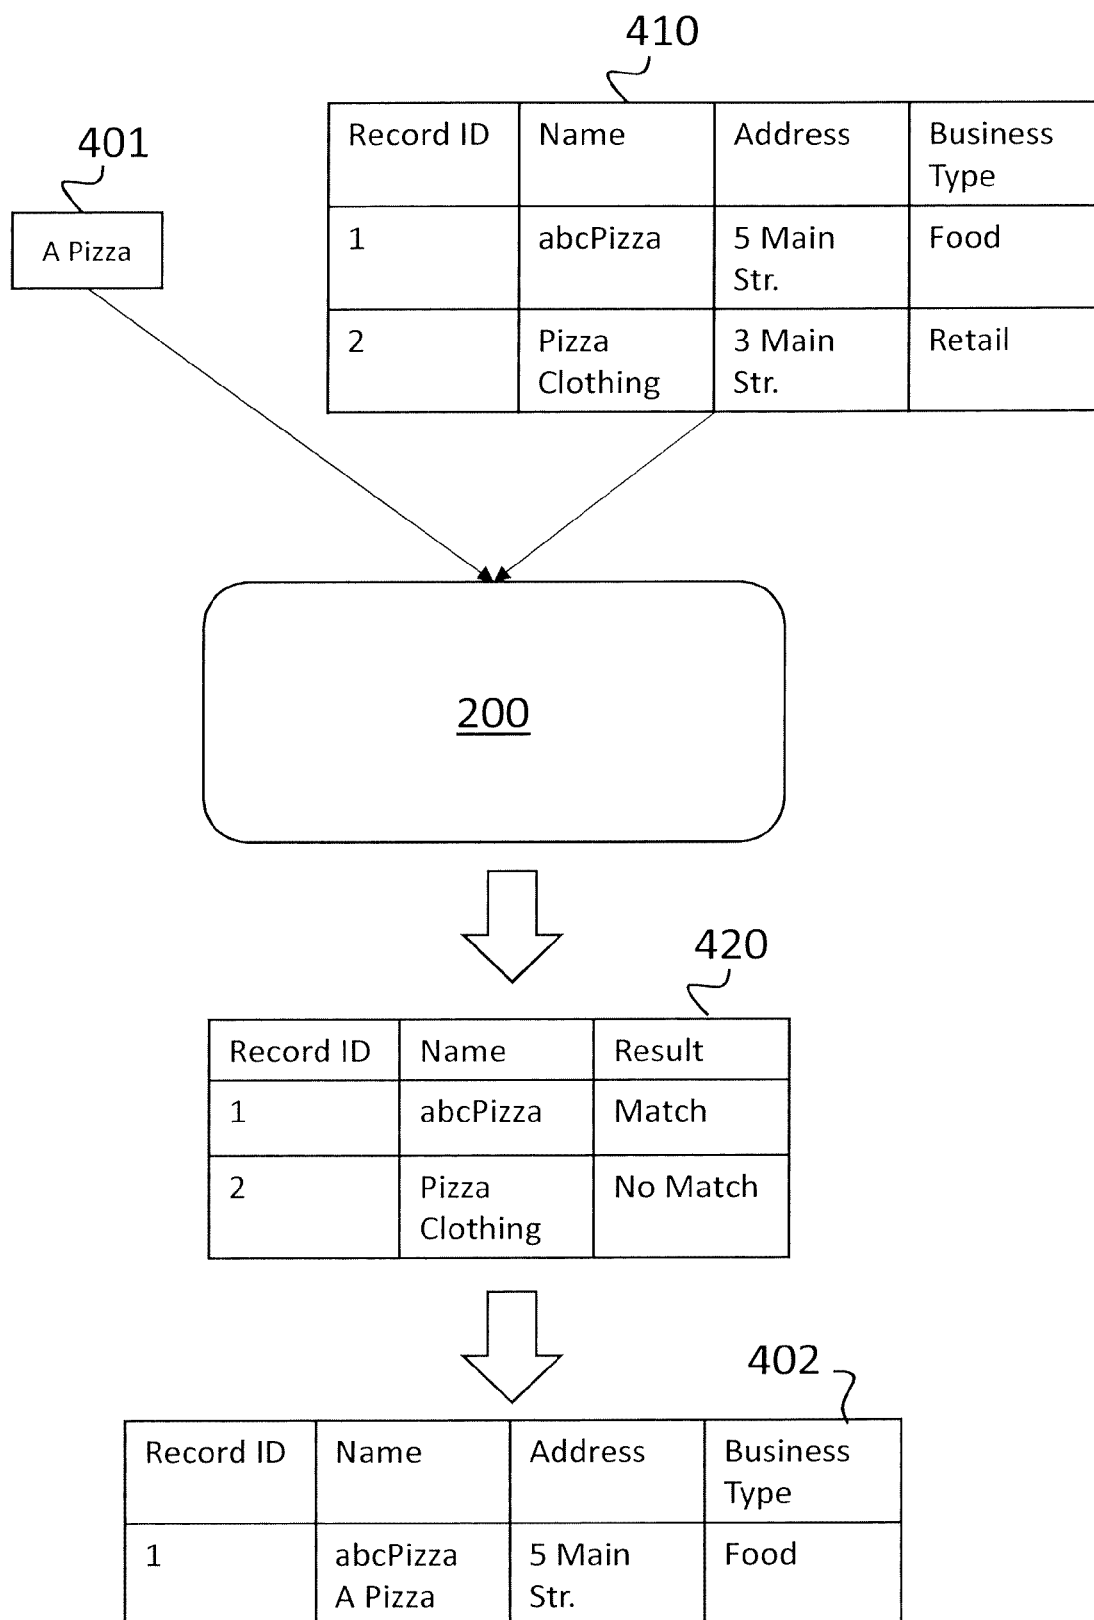 410
Record ID Name Address Business
Type
1 abcPizza 5 Main Food
Str.
2 Pizza 3 Main Retail
Clothing Str.
401
A Pizza
200
420
Record ID Name Result
1 abcPizza Match
2 Pizza No Match
Clothing
402
Record ID Name Address Business
Type
1 abcPizza 5 Main Food
A Pizza Str.